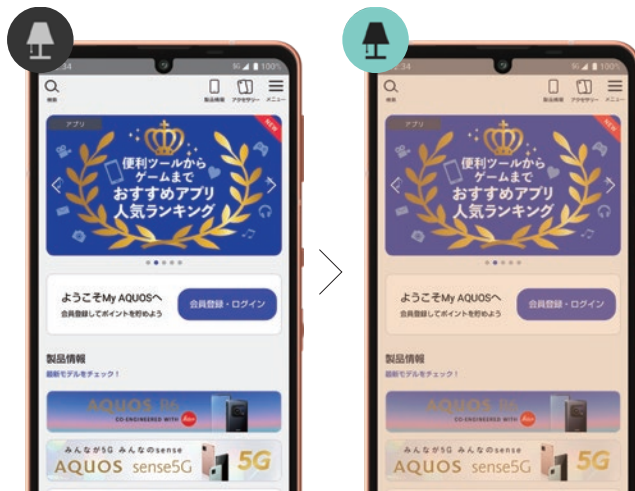 :34
5G 100%
検索
製品情報 アクセサリー メニュー
アプリ
NEW
便利ツールから
ゲームまで
おすすめアプリ
人気ランキング
ようこそMy AQUOSへ
会員登録してポイントを貯めよう
会員登録・ログイン
製品情報
最新モデルをチェック！
AQUOS R6
CO-ENGINEERED WITH Leica
みんなが5G みんなのsense
AQUOS sense5G
5G
:34
5G 100%
検索
製品情報 アクセサリー メニュー
アプリ
NEW
便利ツールから
ゲームまで
おすすめアプリ
人気ランキング
ようこそMy AQUOSへ
会員登録してポイントを貯めよう
会員登録・ログイン
製品情報
最新モデルをチェック！
AQUOS R6
CO-ENGINEERED WITH Leica
みんなが5G みんなのsense
AQUOS sense5G
5G